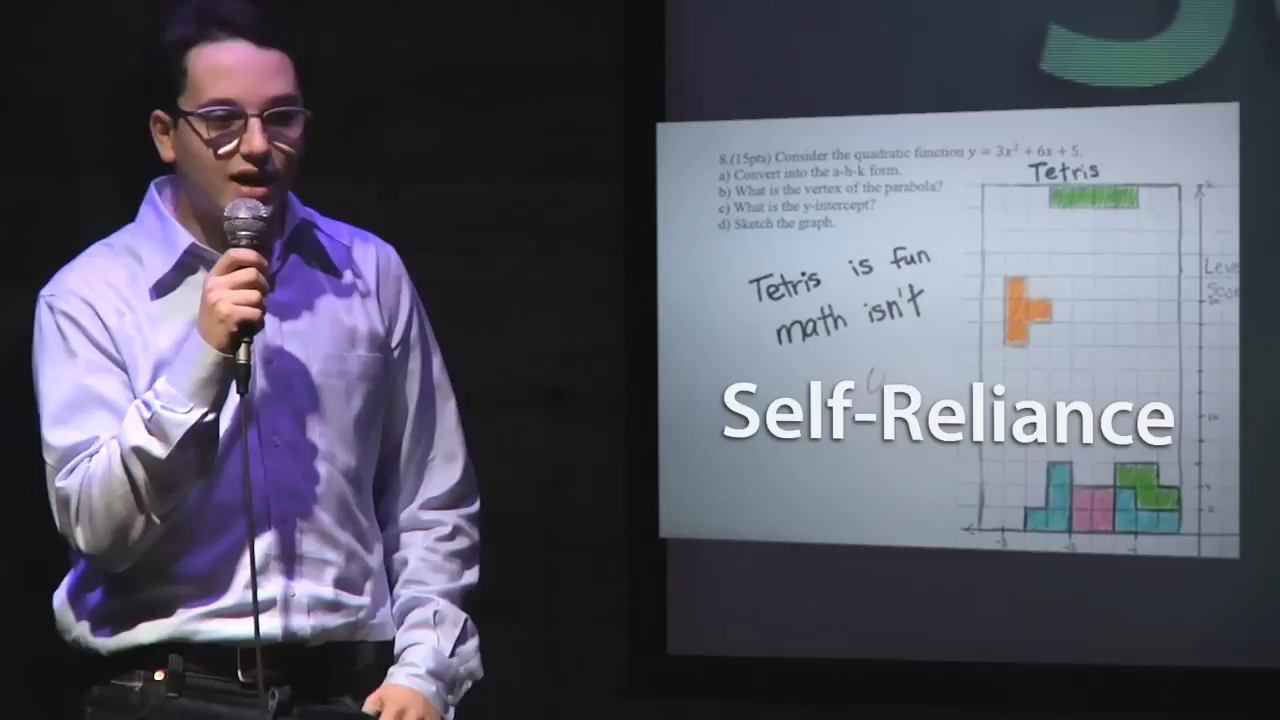 8.(15pts) Consider the quadratic function y = 3x² + 6x + 5.
a) Convert into the a-h-k form.
b) What is the vertex of the parabola?
c) What is the y-intercept?
d) Sketch the graph.
Tetris
Tetris is fun
math isn't
Self-Reliance